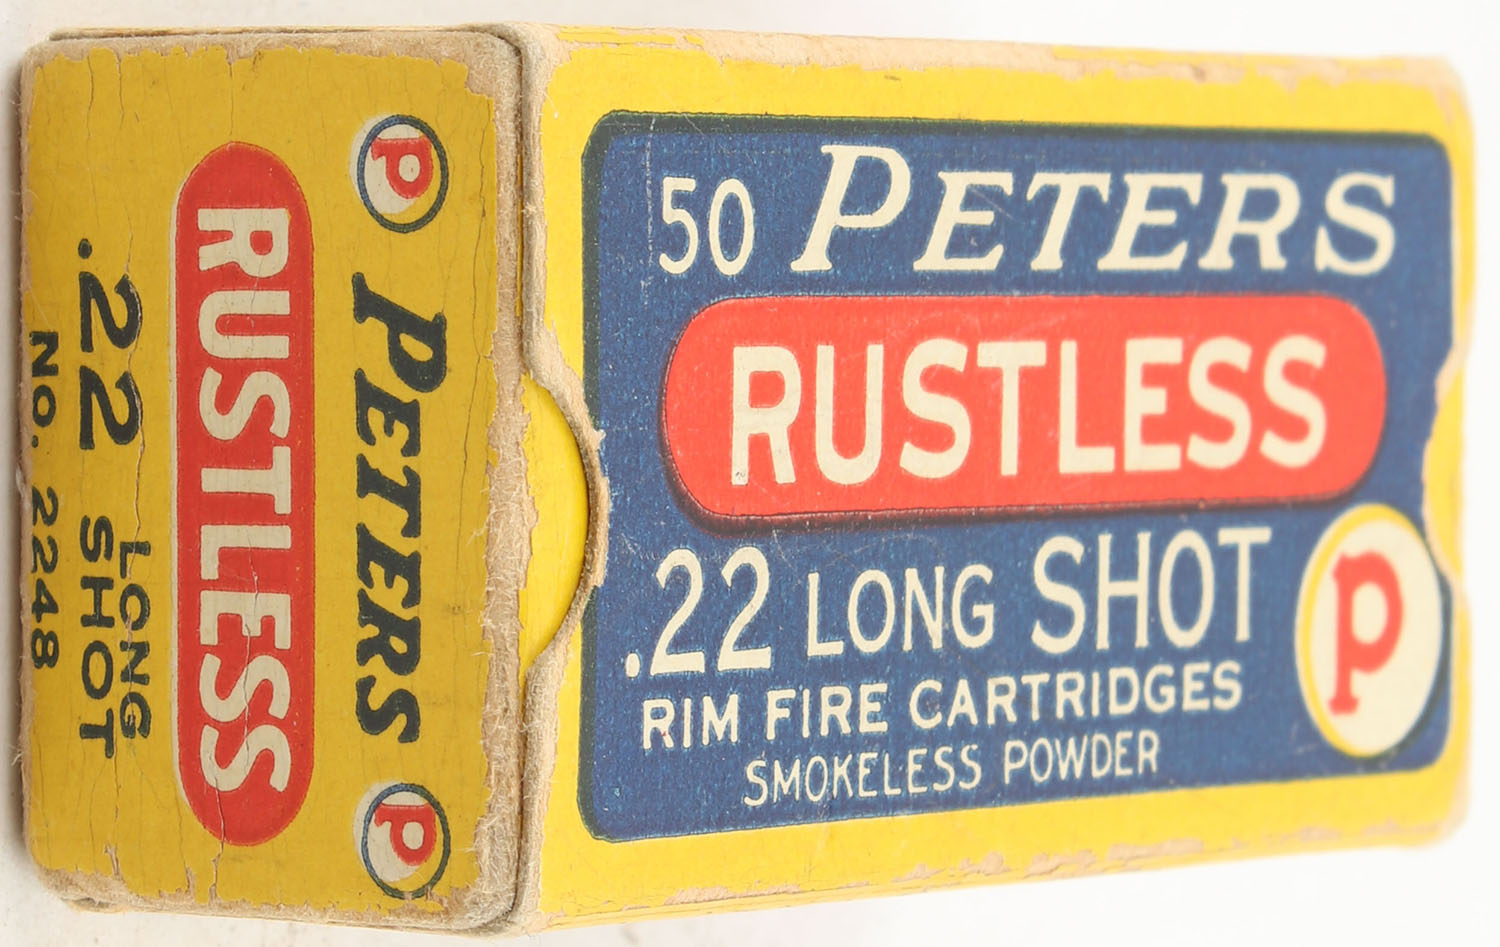 50 PETERS
RUSTLESS
.22 LONG SHOT
RIM FIRE CARTRIDGES
SMOKELESS POWDER
P
P PETERS P
RUSTLESS
.22 LONG SHOT
No. 2248